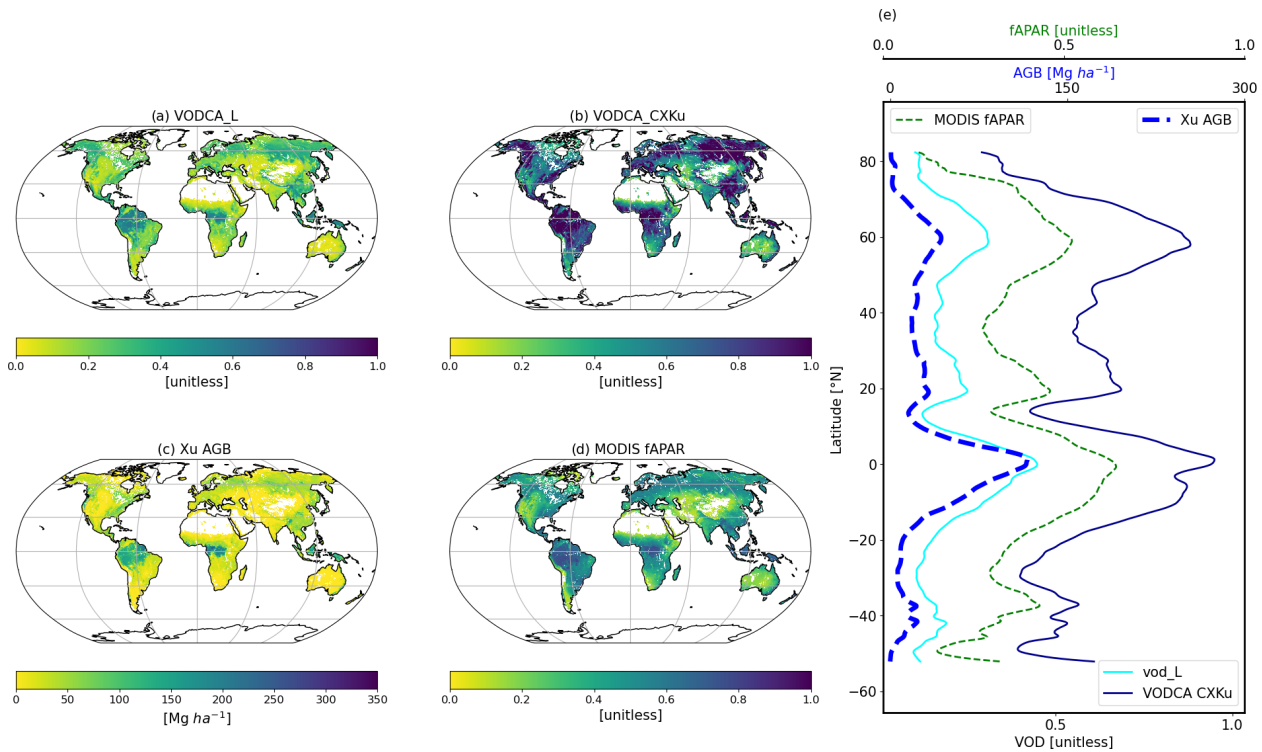 (a) VODCA_L
0.0 0.2 0.4 0.6 0.8 1.0
[unitless]
(b) VODCA_CXKu
0.0 0.2 0.4 0.6 0.8 1.0
[unitless]
(c) Xu AGB
0 50 100 150 200 250 300 350
[Mg ha−1]
(d) MODIS fAPAR
0.0 0.2 0.4 0.6 0.8 1.0
[unitless]
(e)
fAPAR [unitless]
0.0 0.5 1.0
AGB [Mg ha−1]
0 150 300
MODIS fAPAR
Xu AGB
80
60
40
20
0
−20
−40
−60
Latitude [°N]
vod_L
VODCA CXKu
0.5 1.0
VOD [unitless]